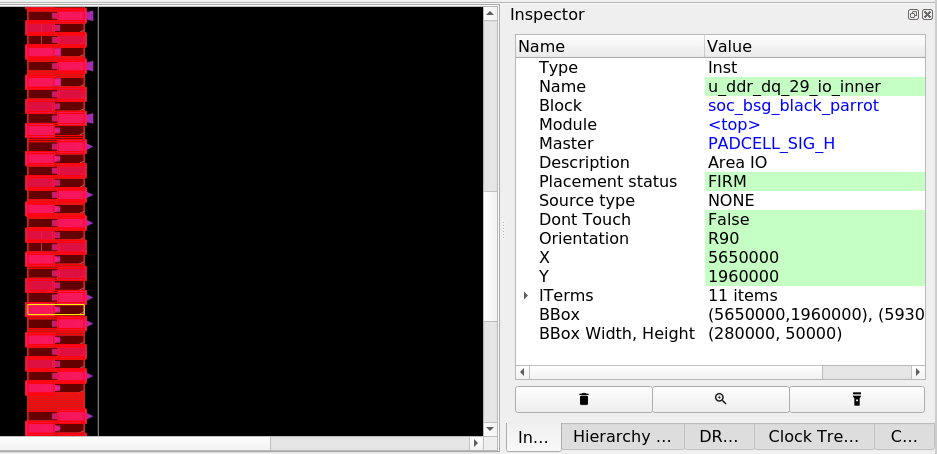 Inspector
Name Value
Type Inst
Name u_ddr_dq_29_io_inner
Block soc_bsg_black_parrot
Module <top>
Master PADCELL_SIG_H
Description Area IO
Placement status FIRM
Source type NONE
Dont Touch False
Orientation R90
X 5650000
Y 1960000
ITerms 11 items
BBox (5650000,1960000), (5930
BBox Width, Height (280000, 50000)
In... Hierarchy ... DR... Clock Tre... C...